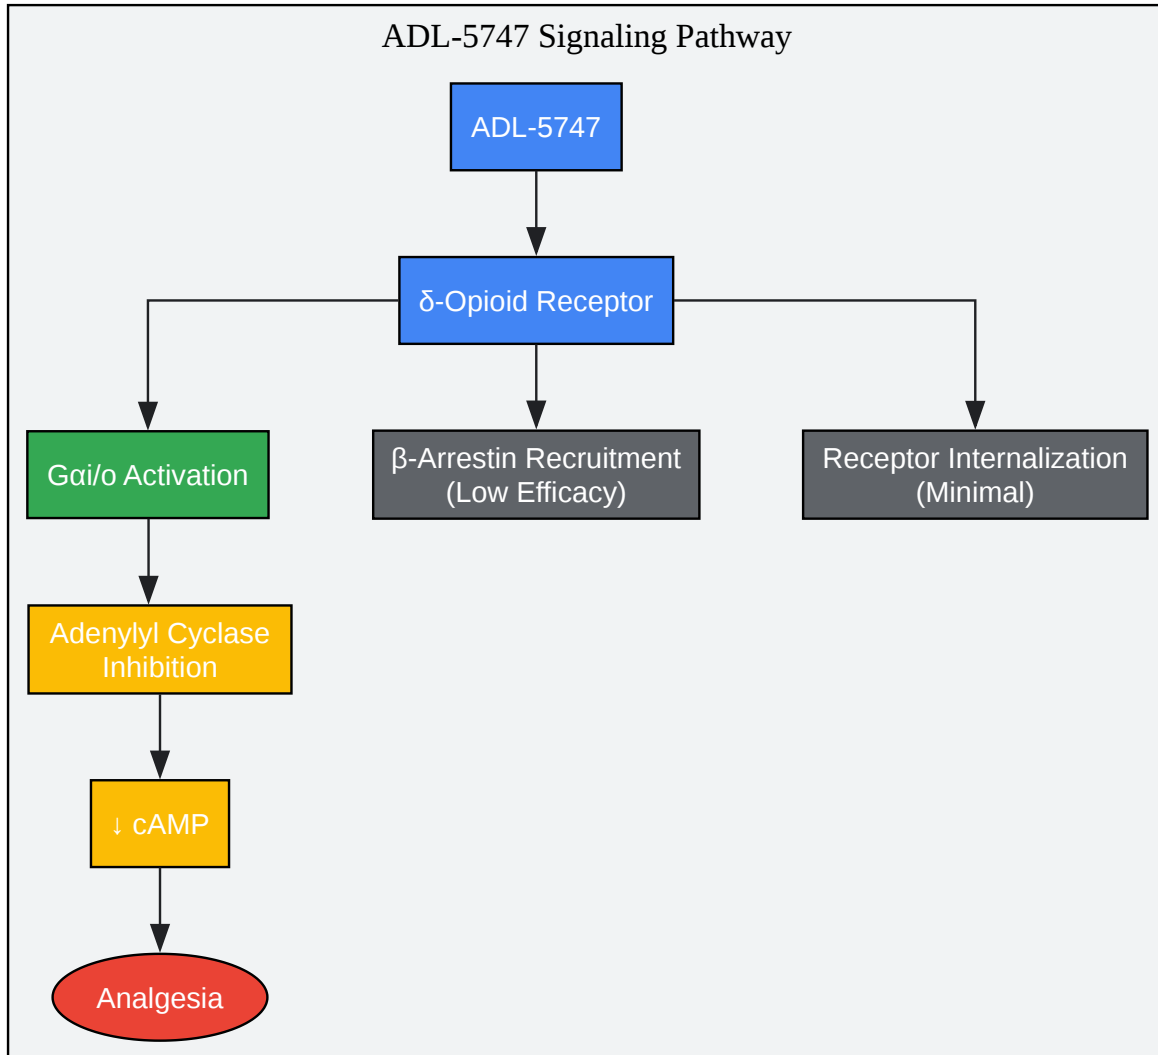 ADL-5747 Signaling Pathway
ADL-5747
δ-Opioid Receptor
Gαi/o Activation
β-Arrestin Recruitment
(Low Efficacy)
Receptor Internalization
(Minimal)
Adenylyl Cyclase
Inhibition
↓ cAMP
Analgesia